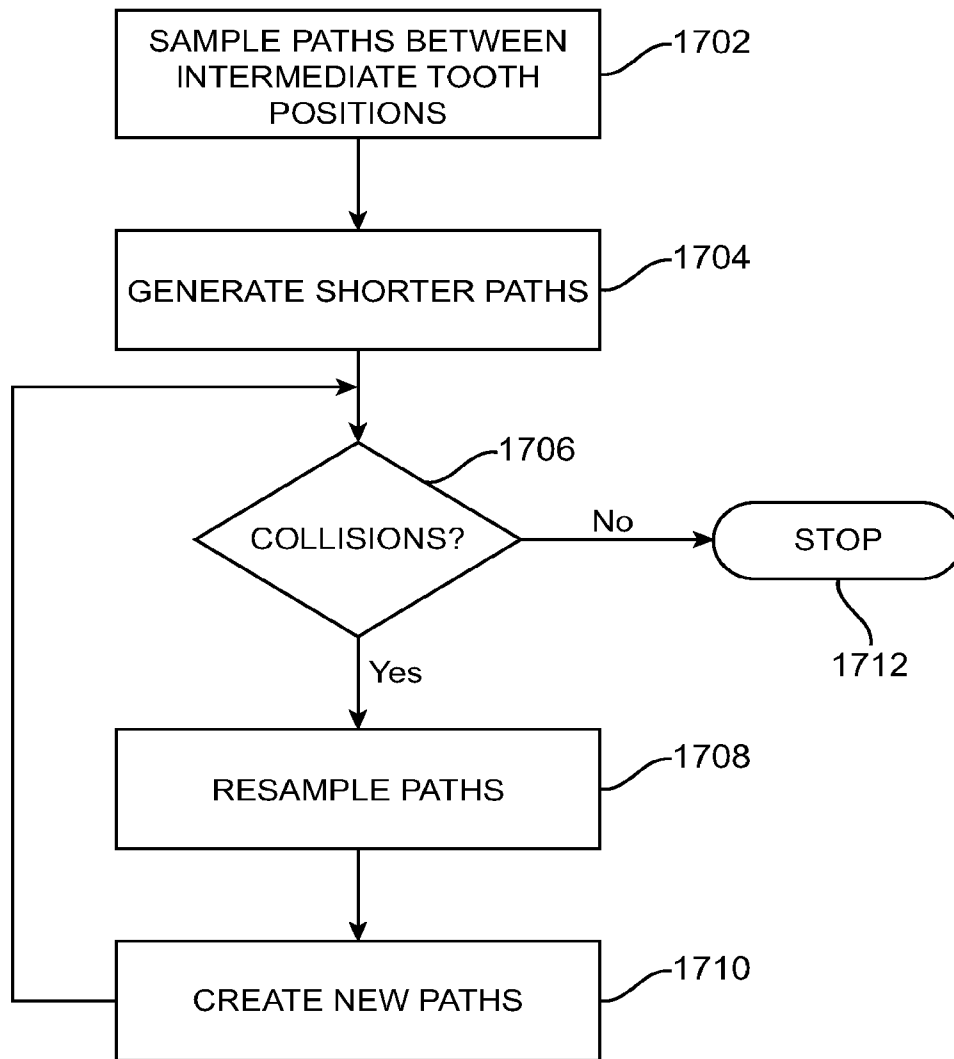 SAMPLE PATHS BETWEEN
INTERMEDIATE TOOTH
POSITIONS
1702
GENERATE SHORTER PATHS
1704
COLLISIONS?
1706
No
STOP
1712
Yes
RESAMPLE PATHS
1708
CREATE NEW PATHS
1710